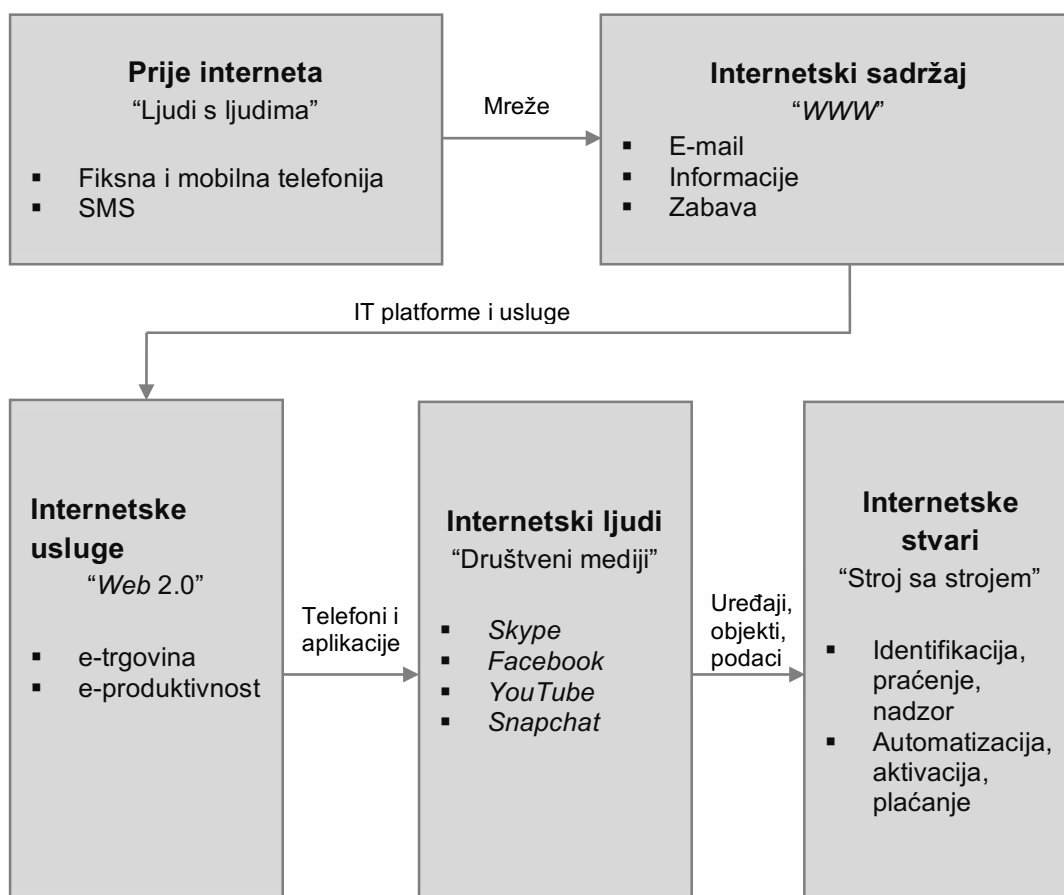 Prije interneta
“Ljudi s ljudima”
▪ Fiksna i mobilna telefonija
▪ SMS
Mreže
Internetski sadržaj
“WWW”
▪ E-mail
▪ Informacije
▪ Zabava
IT platforme i usluge
Internetske
usluge
“Web 2.0”
▪ e-trgovina
▪ e-produktivnost
Telefoni i
aplikacije
Internetski ljudi
“Društveni mediji”
▪ Skype
▪ Facebook
▪ YouTube
▪ Snapchat
Uređaji,
objekti,
podaci
Internetske
stvari
“Stroj sa strojem”
▪ Identifikacija,
praćenje,
nadzor
▪ Automatizacija,
aktivacija,
plaćanje